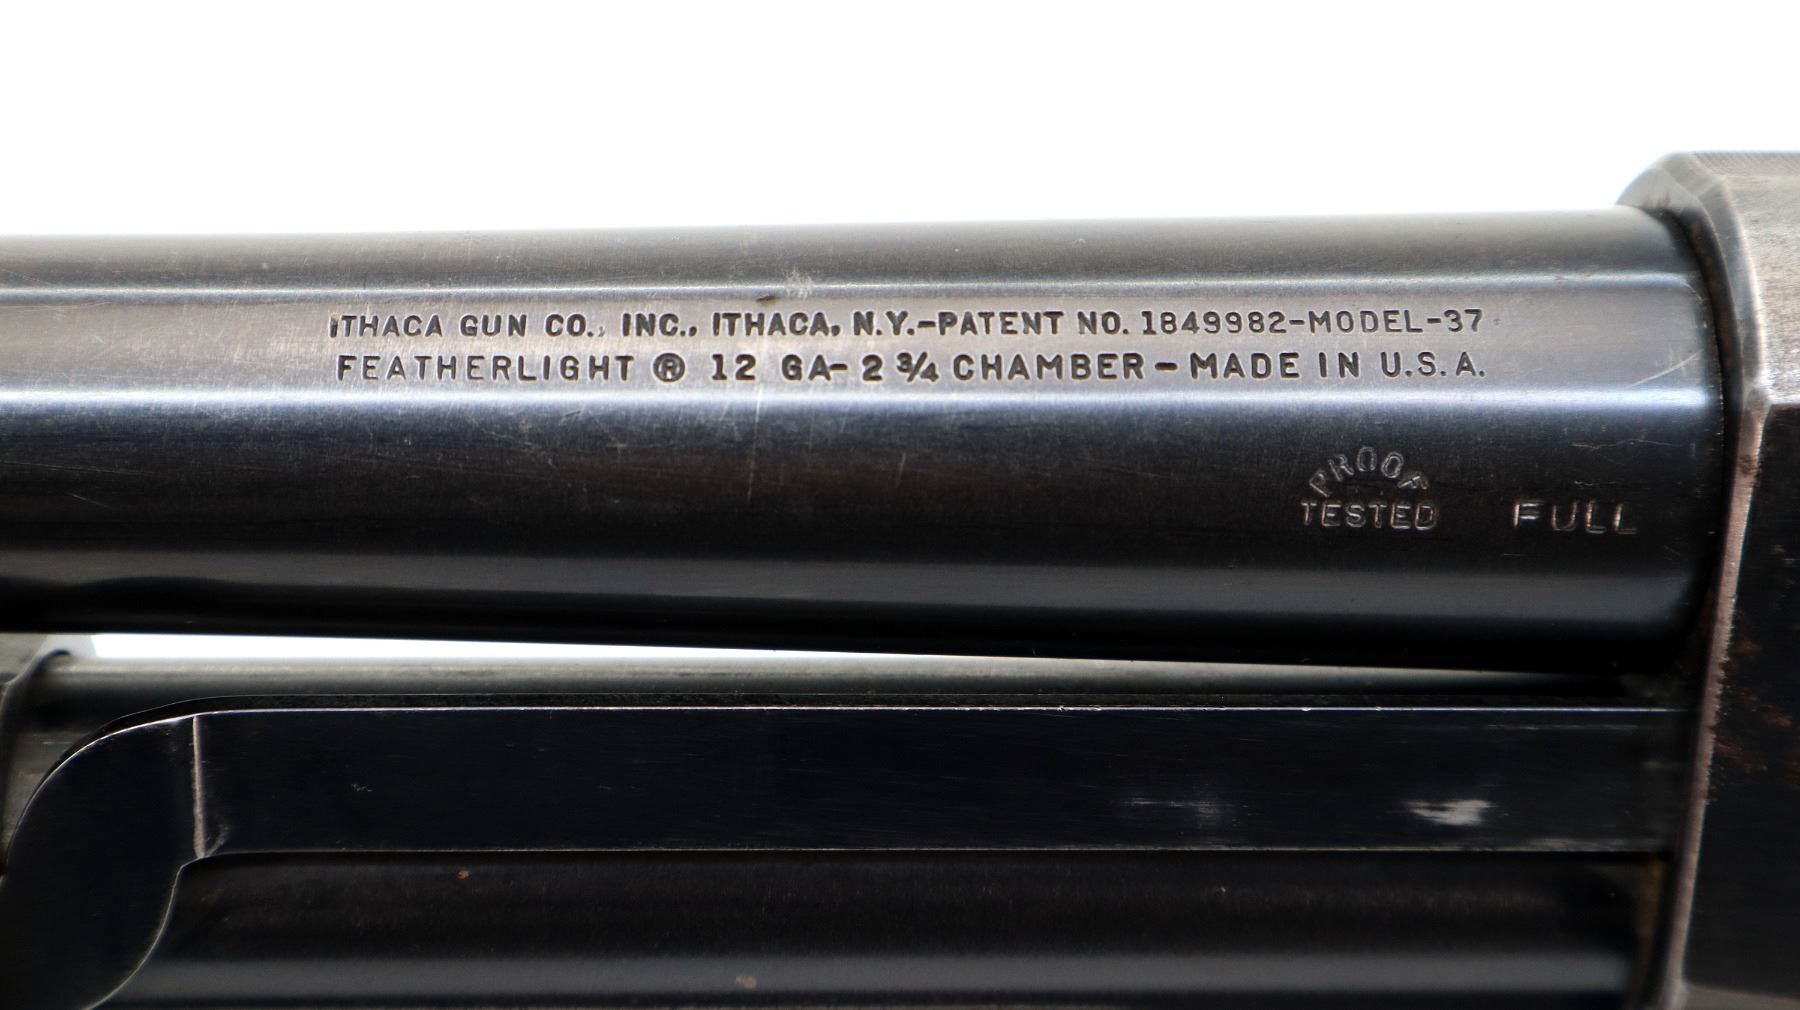 ITHACA GUN CO., INC., ITHACA, N.Y.-PATENT NO. 1849982-MODEL-37
FEATHERLIGHT ® 12 GA- 2 3/4 CHAMBER - MADE IN U.S.A.
PROOF
TESTED
FULL